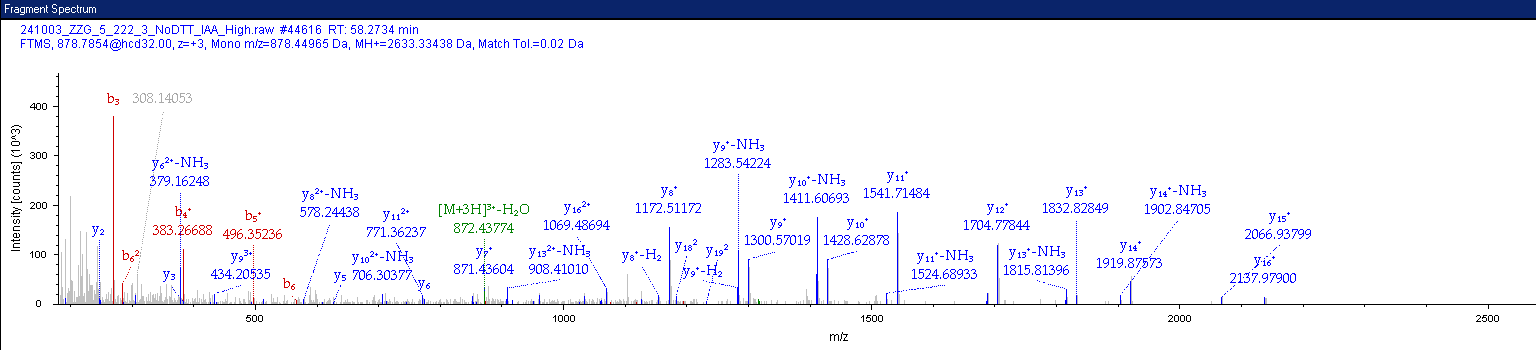 Fragment Spectrum
241003_ZZG_5_222_3_NoDTT_IAA_High.raw #44616 RT: 58.2734 min
FTMS, 878.7854@hcd32.00, z=+3, Mono m/z=878.44965 Da, MH+=2633.33438 Da, Match Tol.=0.02 Da
Intensity [counts] (10^3)
400
300
200
100
0
b₃
308.14053
y₂
b₆²
y₆²⁺-NH₃
379.16248
b₄⁺
383.26688
y₃
y₉³⁺
434.20535
b₅⁺
496.35236
b₆
y₈²⁺-NH₃
578.24438
y₅
y₁₁²⁺
771.36237
y₁₀²⁺-NH₃
706.30377
y₆
[M+3H]³⁺-H₂O
872.43774
y₇⁺
871.43604
y₁₆²⁺
1069.48694
y₁₃²⁺-NH₃
908.41010
y₈⁺-H₂
y₈⁺
1172.51172
y₁₈²
y₉⁺-H₂
y₁₉²
y₉⁺-NH₃
1283.54224
y₉⁺
1300.57019
y₁₀⁺-NH₃
1411.60693
y₁₀⁺
1428.62878
y₁₁⁺
1541.71484
y₁₁⁺-NH₃
1524.68933
y₁₂⁺
1704.77844
y₁₃⁺-NH₃
1815.81396
y₁₃⁺
1832.82849
y₁₄⁺
1919.87573
y₁₄⁺-NH₃
1902.84705
y₁₅⁺
2066.93799
y₁₆⁺
2137.97900
500
1000
1500
2000
2500
m/z